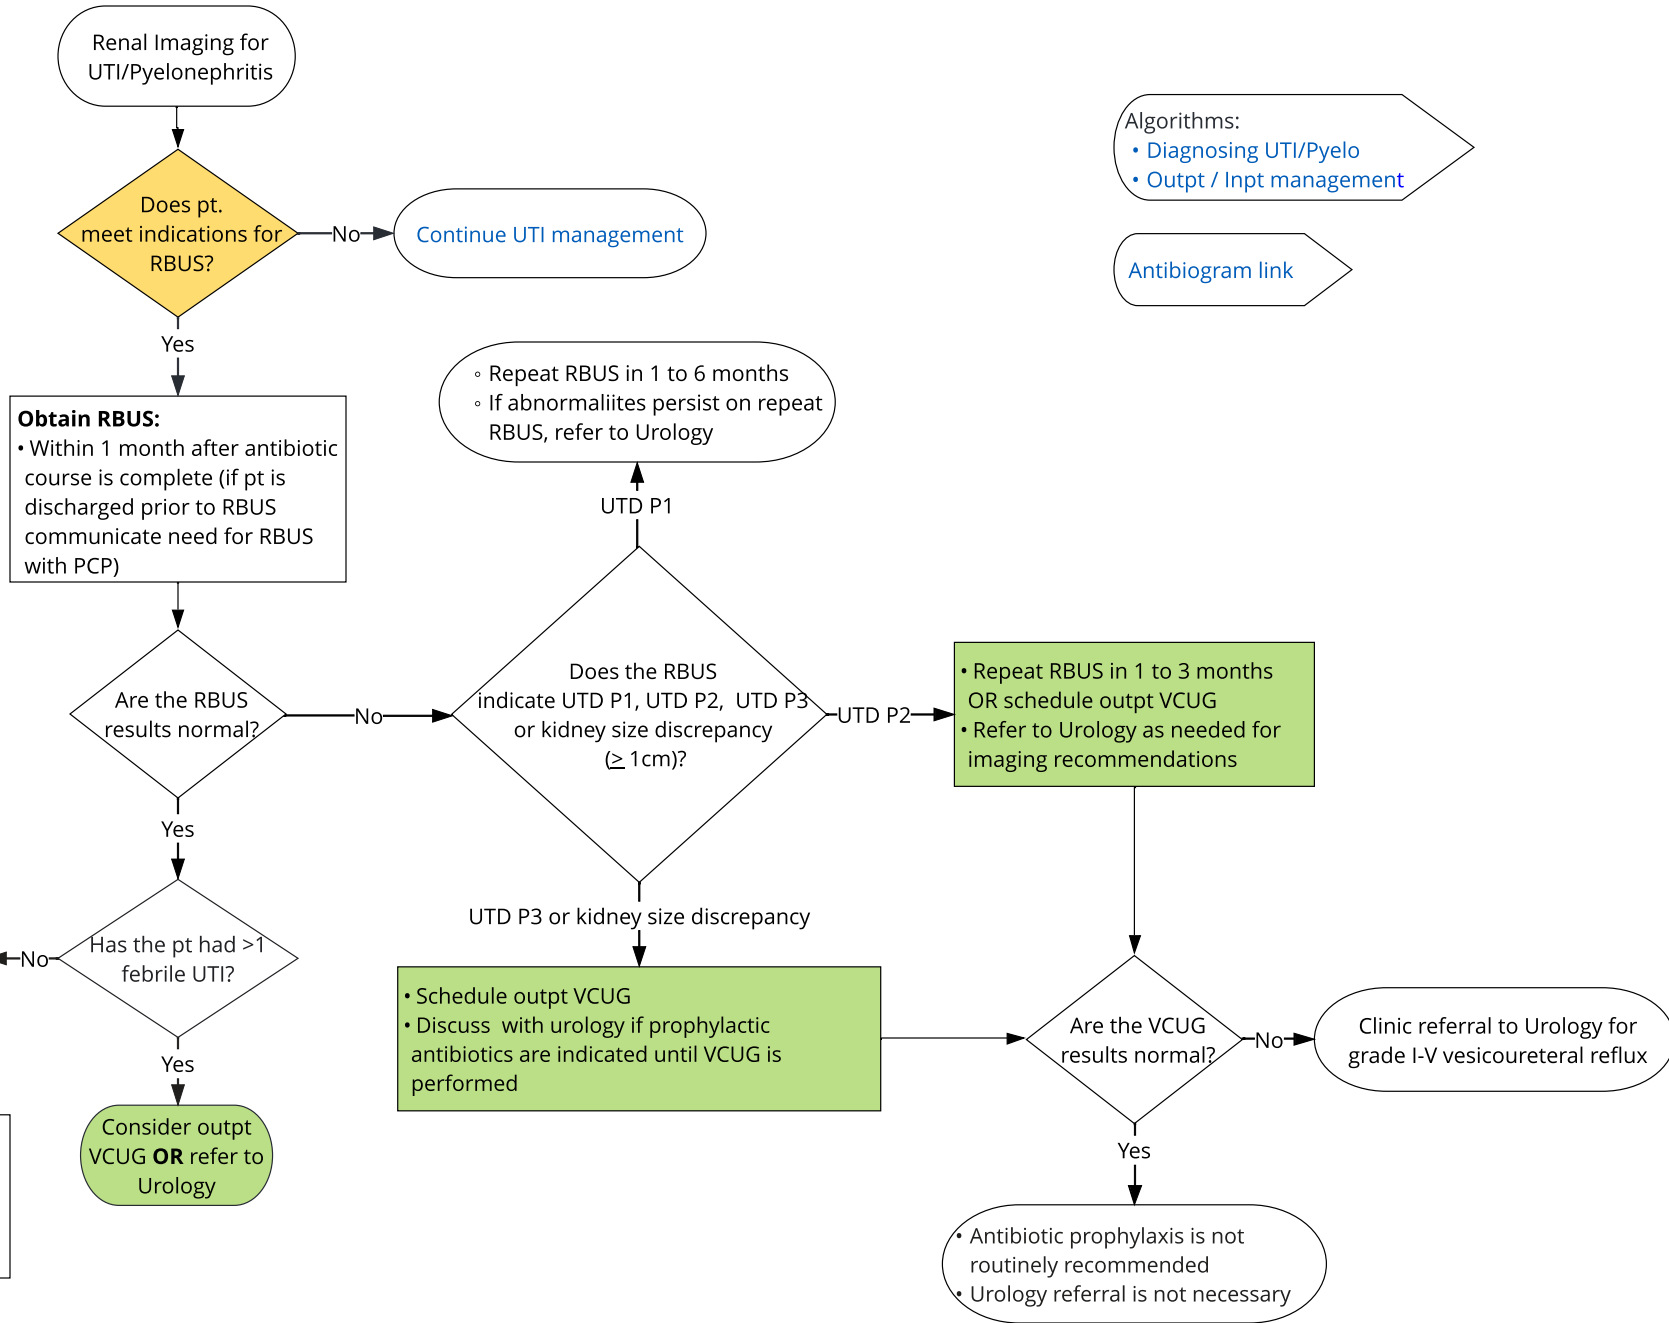 Renal Imaging for
UTI/Pyelonephritis
Algorithms:
• Diagnosing UTI/Pyelo
• Outpt / Inpt management
Does pt.
meet indications for
RBUS?
No
Continue UTI management
Antibiogram link
Yes
Obtain RBUS:
• Within 1 month after antibiotic
course is complete (if pt is
discharged prior to RBUS
communicate need for RBUS
with PCP)
◦ Repeat RBUS in 1 to 6 months
◦ If abnormaliites persist on repeat
RBUS, refer to Urology
UTD P1
Are the RBUS
results normal?
No
Does the RBUS
indicate UTD P1, UTD P2,  UTD P3
or kidney size discrepancy
(≥ 1cm)?
UTD P2
• Repeat RBUS in 1 to 3 months
OR schedule outpt VCUG
• Refer to Urology as needed for
imaging recommendations
Yes
UTD P3 or kidney size discrepancy
Has the pt had >1
febrile UTI?
No
• Schedule outpt VCUG
• Discuss  with urology if prophylactic
antibiotics are indicated until VCUG is
performed
Are the VCUG
results normal?
No
Clinic referral to Urology for
grade I-V vesicoureteral reflux
Yes
Consider outpt
VCUG OR refer to
Urology
Yes
• Antibiotic prophylaxis is not
routinely recommended
• Urology referral is not necessary